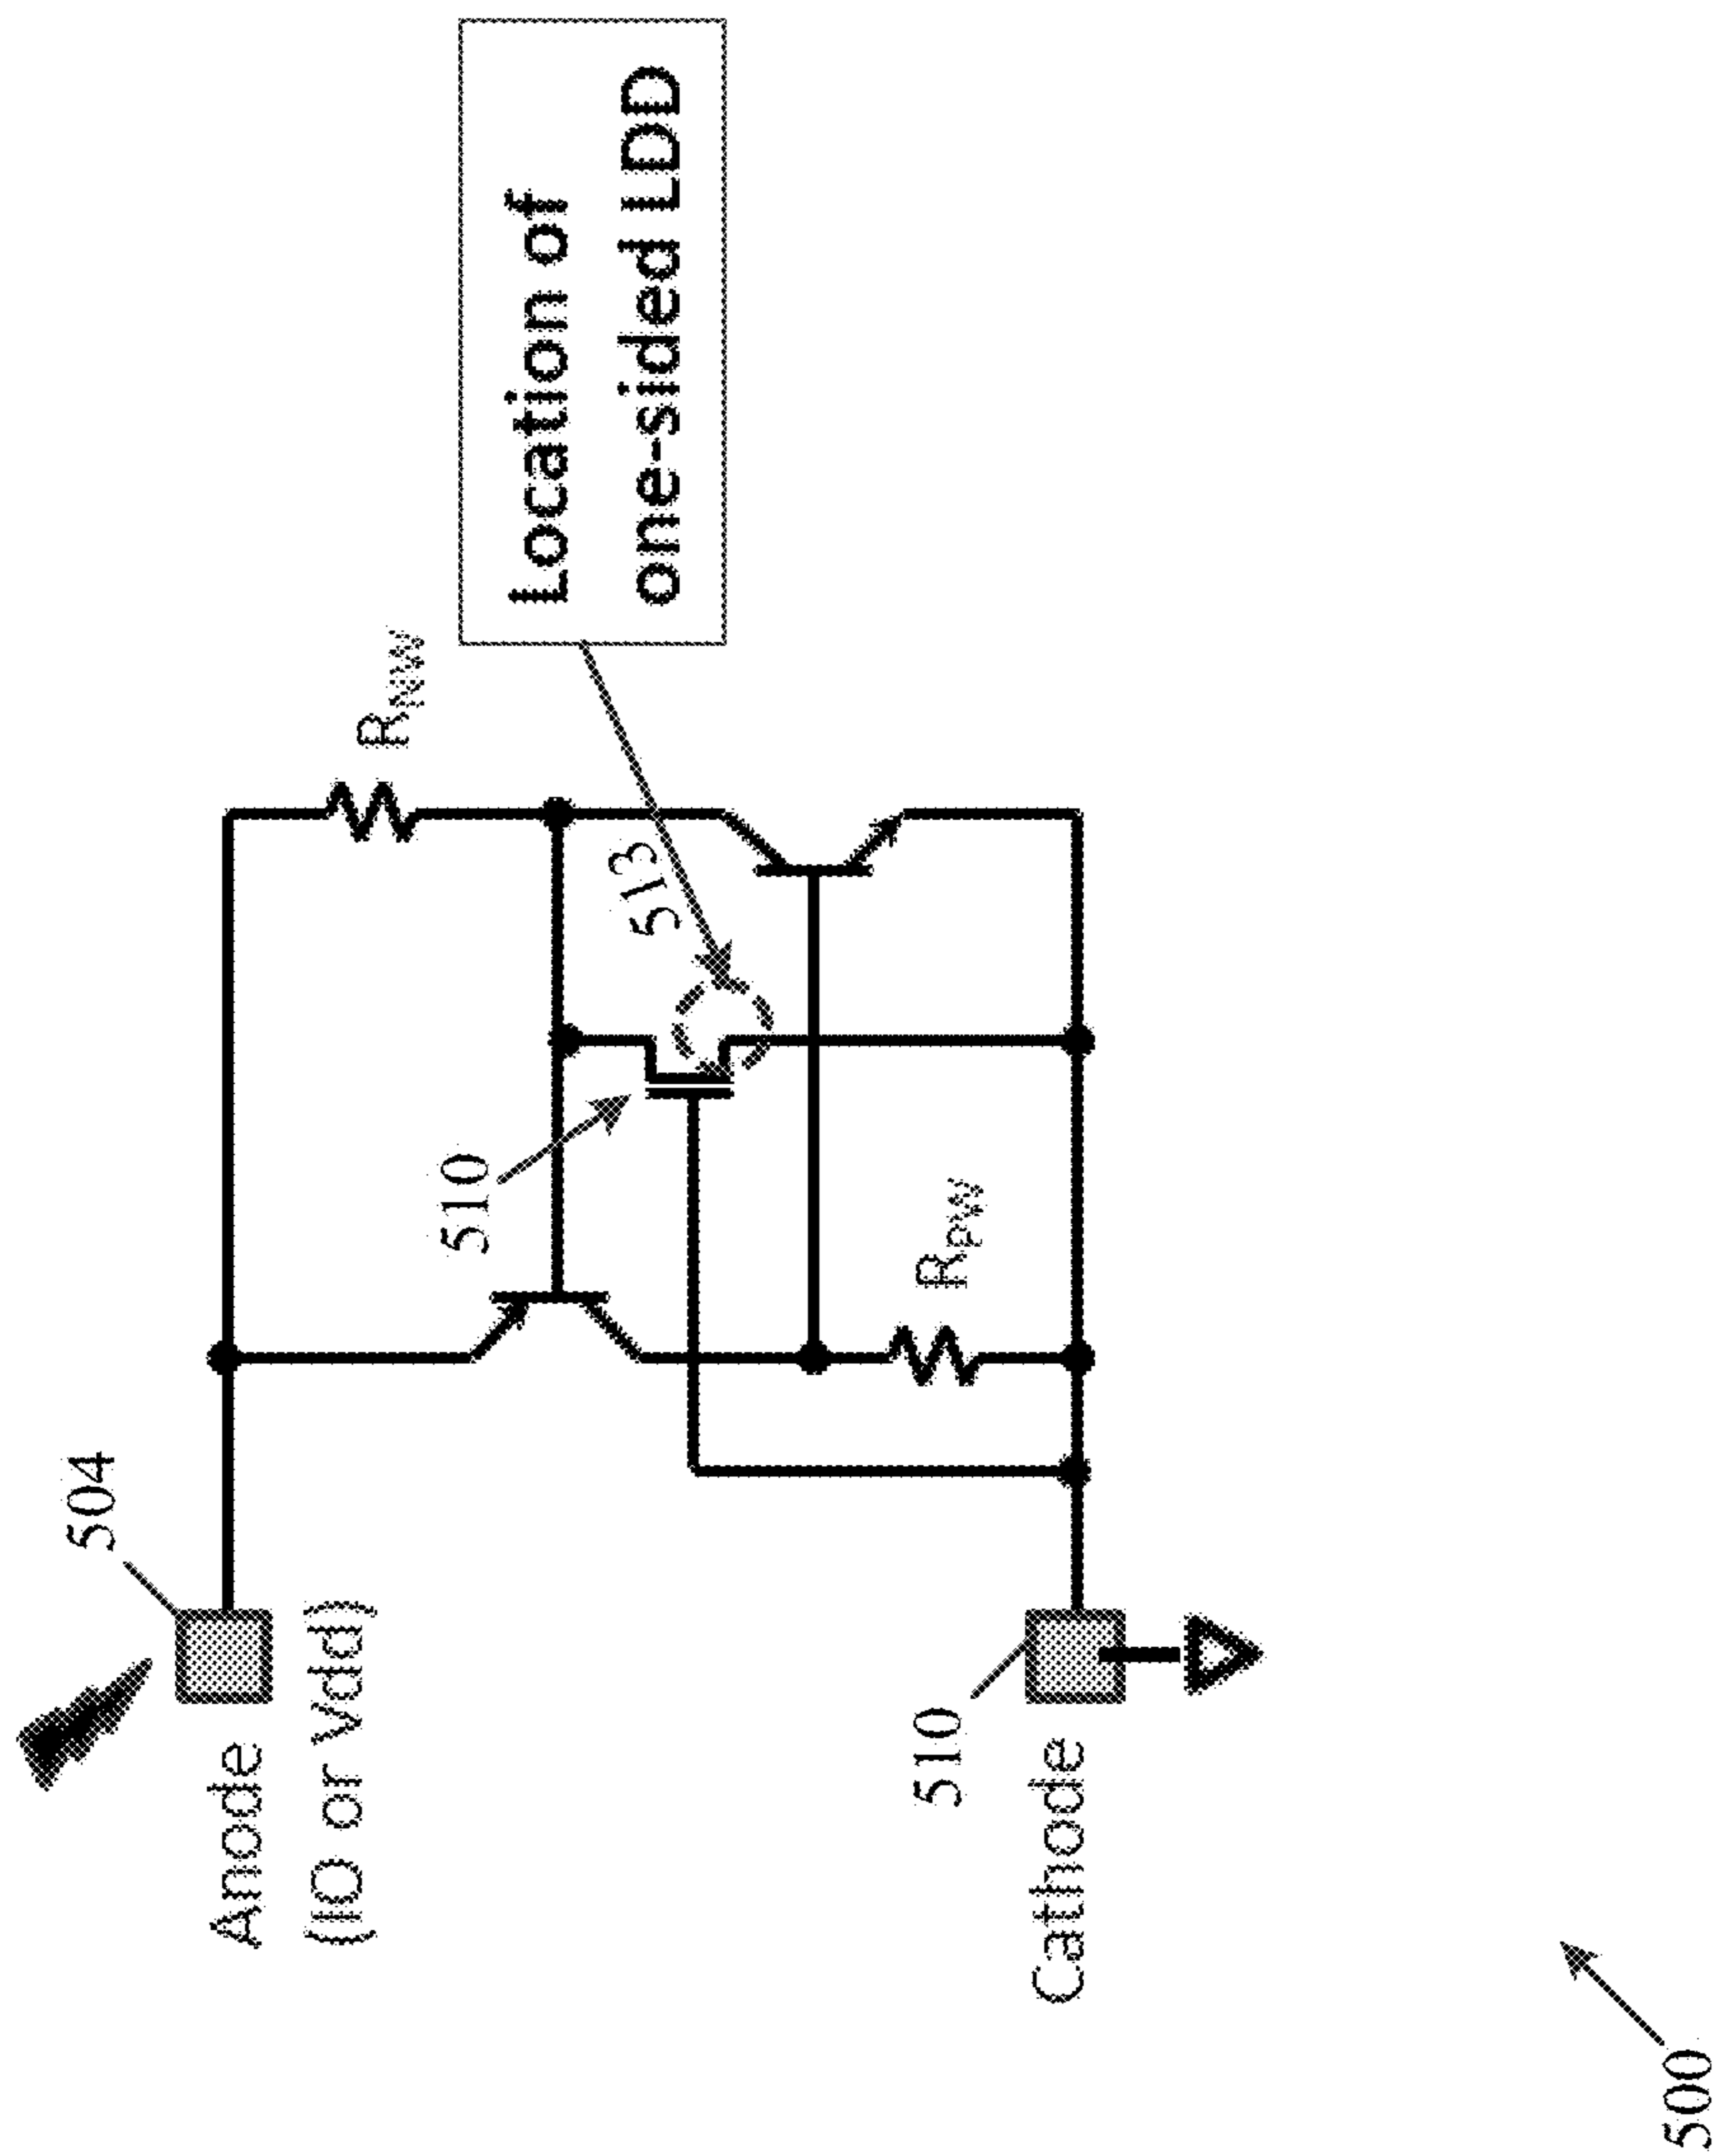 504
Anode
(IO or Vdd)
510
R_NW
Location of
one-sided LDD
513
R_PW
510
Cathode
500